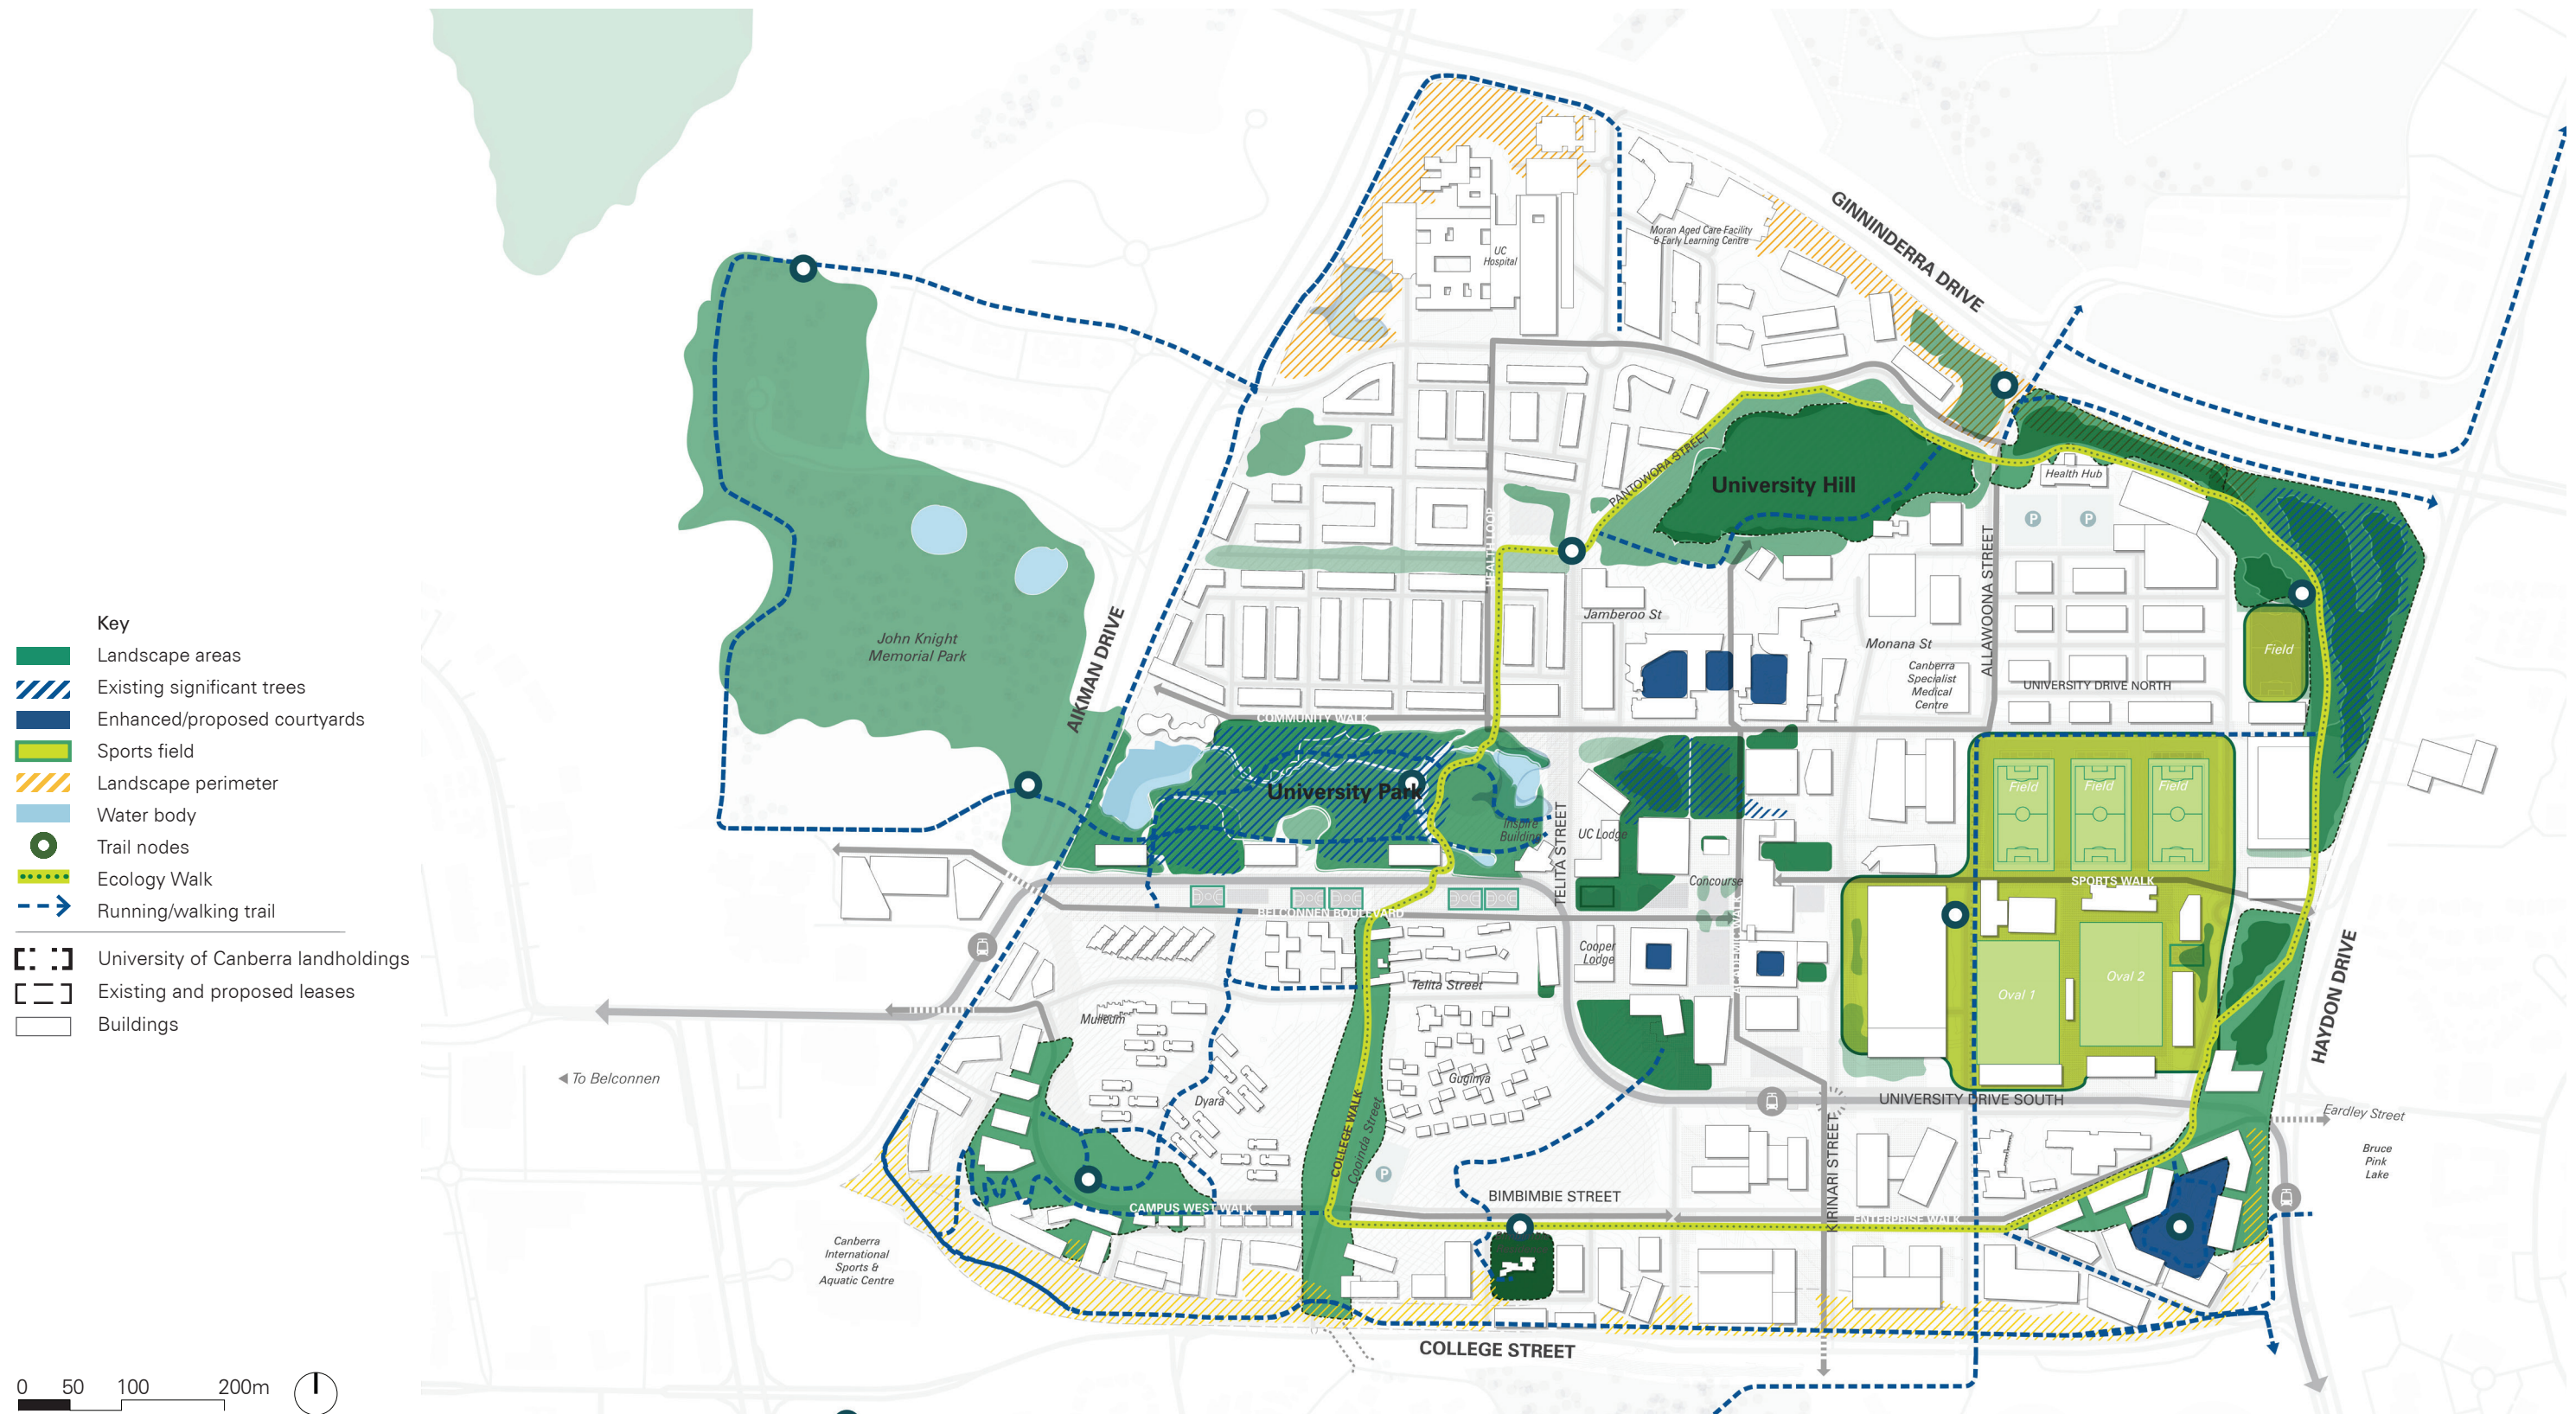 Key
Landscape areas
Existing significant trees
Enhanced/proposed courtyards
Sports field
Landscape perimeter
Water body
Trail nodes
Ecology Walk
Running/walking trail
University of Canberra landholdings
Existing and proposed leases
Buildings
0 50 100 200m
GINNINDERRA DRIVE
Moran Aged Care Facility
& Early Learning Centre
UC
Hospital
PANTOWORA STREET
University Hill
Health Hub
P
P
HEALTH LOOP
ALLAWOONA STREET
Jamberoo St
John Knight
Memorial Park
AIKMAN DRIVE
Monana St
Canberra
Specialist
Medical
Centre
Field
UNIVERSITY DRIVE NORTH
COMMUNITY WALK
University Park
Field
Field
Field
Inspire
Building
TELITA STREET
UC Lodge
Concourse
SPORTS WALK
BELCONNEN BOULEVARD
ACADEMIC WALK
Cooper
Lodge
Telita Street
Oval 1
Oval 2
HAYDON DRIVE
Mulleum
To Belconnen
Dyara
Guginya
COLLEGE WALK
Cooinda Street
P
UNIVERSITY DRIVE SOUTH
Eardley Street
Bruce
Pink
Lake
KIRINARI STREET
BIMBIMBIE STREET
CAMPUS WEST WALK
ENTERPRISE WALK
Canberra
International
Sports &
Aquatic Centre
COLLEGE STREET